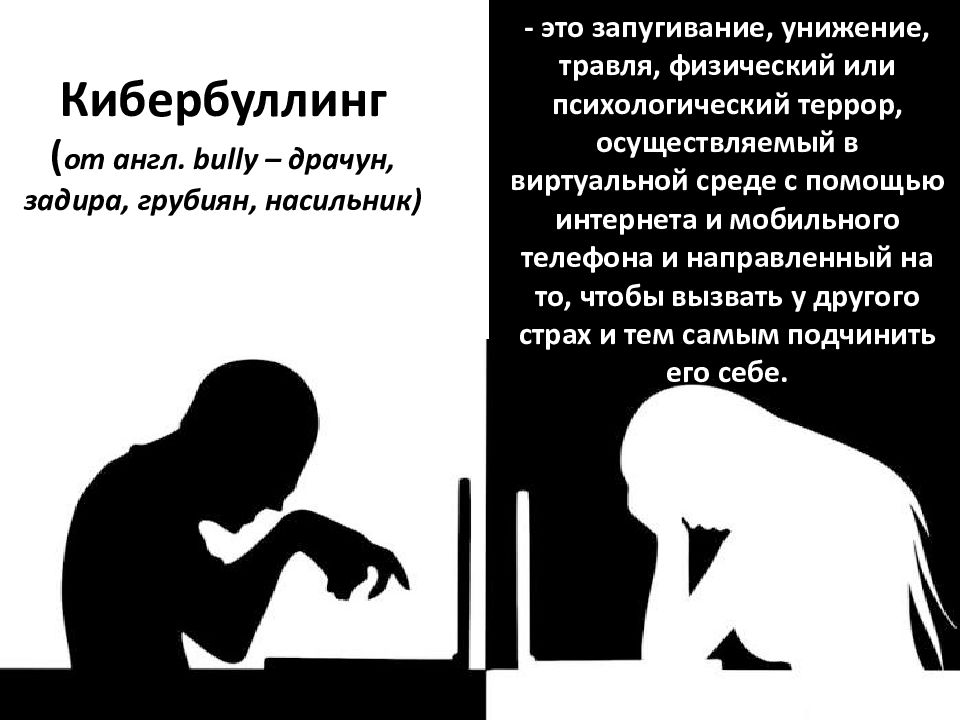 Кибербуллинг
(от англ. bully – драчун,
задира, грубиян, насильник)
- это запугивание, унижение,
травля, физический или
психологический террор,
осуществляемый в
виртуальной среде с помощью
интернета и мобильного
телефона и направленный на
то, чтобы вызвать у другого
страх и тем самым подчинить
его себе.